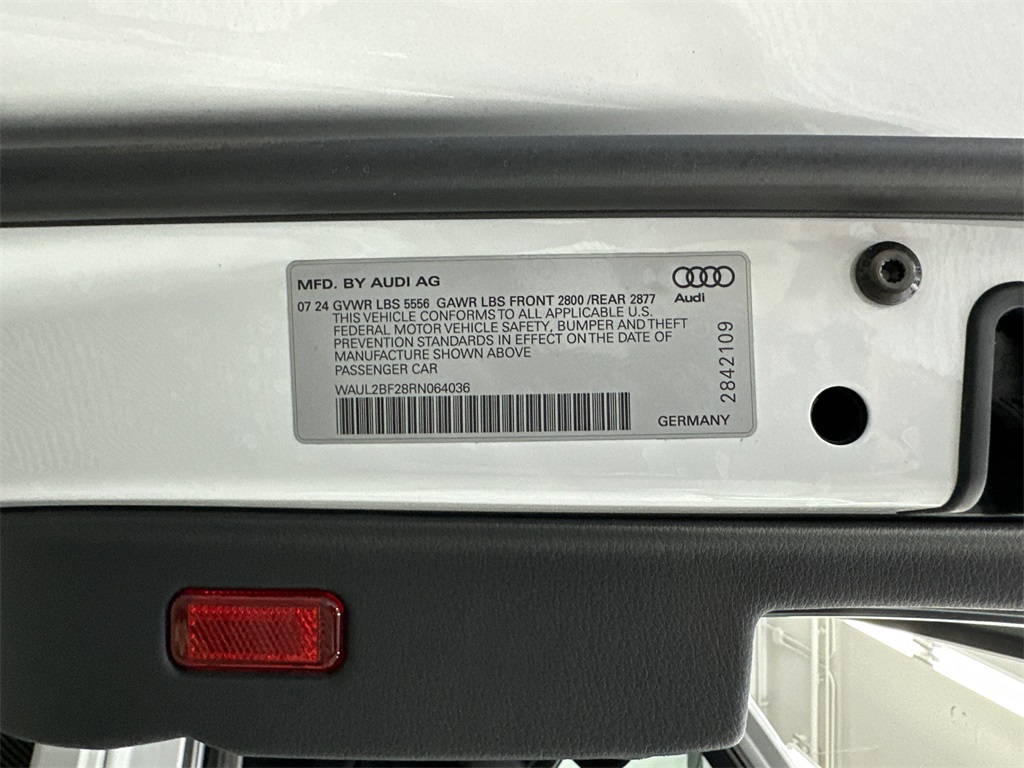 MFD. BY AUDI AG
07 24 GVWR LBS 5556 GAWR LBS FRONT 2800 /REAR 2877
THIS VEHICLE CONFORMS TO ALL APPLICABLE U.S.
FEDERAL MOTOR VEHICLE SAFETY, BUMPER AND THEFT
PREVENTION STANDARDS IN EFFECT ON THE DATE OF
MANUFACTURE SHOWN ABOVE
PASSENGER CAR
WAUL2BF28RN064036
Audi
2842109
GERMANY